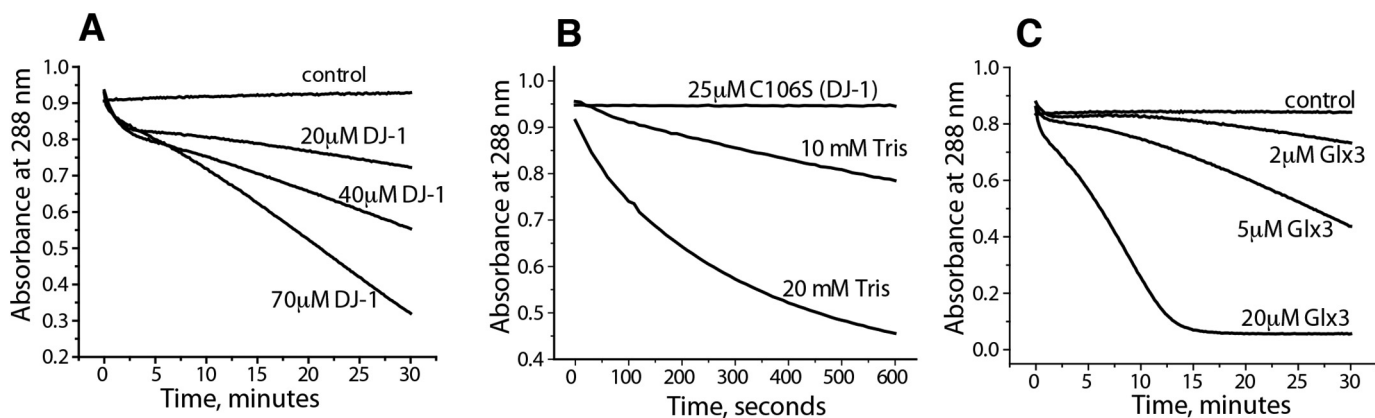 A
Absorbance at 288 nm
1.0
0.9
0.8
0.7
0.6
0.5
0.4
0.3
0.2
control
20μM DJ-1
40μM DJ-1
70μM DJ-1
0 5 10 15 20 25 30
Time, minutes
B
Absorbance at 288 nm
1.0
0.9
0.8
0.7
0.6
0.5
0.4
25μM C106S (DJ-1)
10 mM Tris
20 mM Tris
0 100 200 300 400 500 600
Time, seconds
C
Absorbance at 288 nm
1.0
0.8
0.6
0.4
0.2
0.0
control
2μM Glx3
5μM Glx3
20μM Glx3
0 5 10 15 20 25 30
Time, minutes